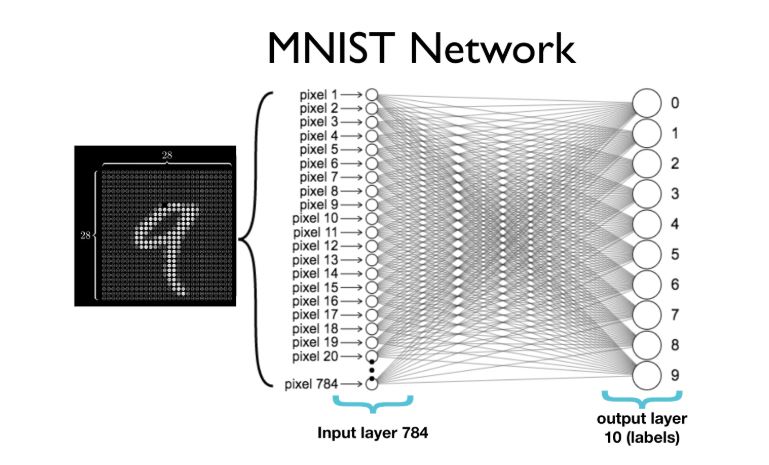 MNIST Network
28
28
pixel 1
pixel 2
pixel 3
pixel 4
pixel 5
pixel 6
pixel 7
pixel 8
pixel 9
pixel 10
pixel 11
pixel 12
pixel 13
pixel 14
pixel 15
pixel 16
pixel 17
pixel 18
pixel 19
pixel 20
pixel 784
Input layer 784
0
1
2
3
4
5
6
7
8
9
output layer
10 (labels)